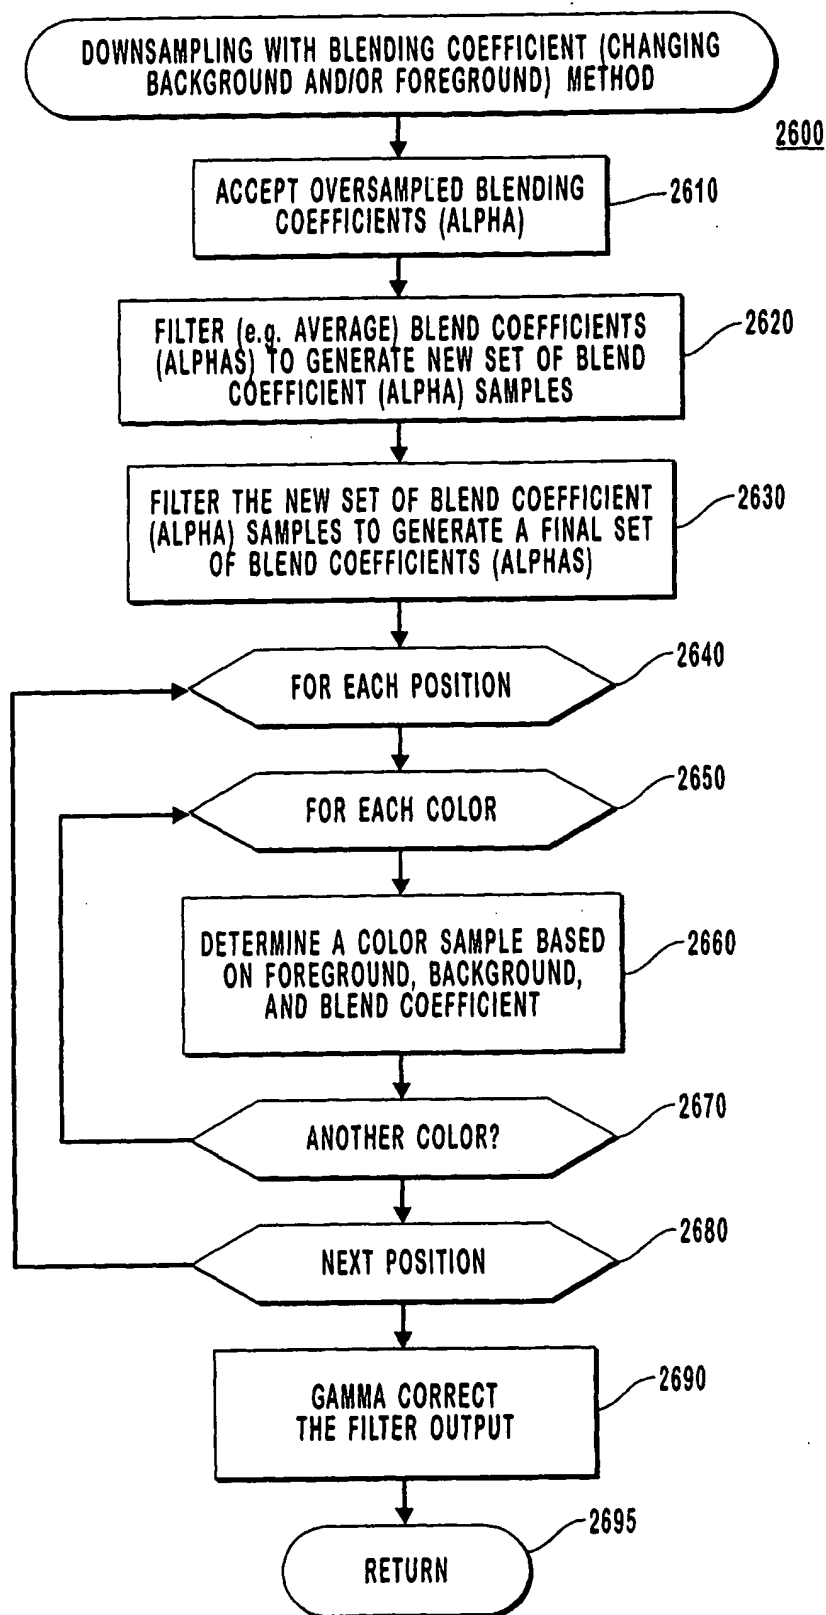 DOWNSAMPLING WITH BLENDING COEFFICIENT (CHANGING
BACKGROUND AND/OR FOREGROUND) METHOD
2600
ACCEPT OVERSAMPLED BLENDING
COEFFICIENTS (ALPHA)
2610
FILTER (e.g. AVERAGE) BLEND COEFFICIENTS
(ALPHAS) TO GENERATE NEW SET OF BLEND
COEFFICIENT (ALPHA) SAMPLES
2620
FILTER THE NEW SET OF BLEND COEFFICIENT
(ALPHA) SAMPLES TO GENERATE A FINAL SET
OF BLEND COEFFICIENTS (ALPHAS)
2630
FOR EACH POSITION
2640
FOR EACH COLOR
2650
DETERMINE A COLOR SAMPLE BASED
ON FOREGROUND, BACKGROUND,
AND BLEND COEFFICIENT
2660
ANOTHER COLOR?
2670
NEXT POSITION
2680
GAMMA CORRECT
THE FILTER OUTPUT
2690
RETURN
2695